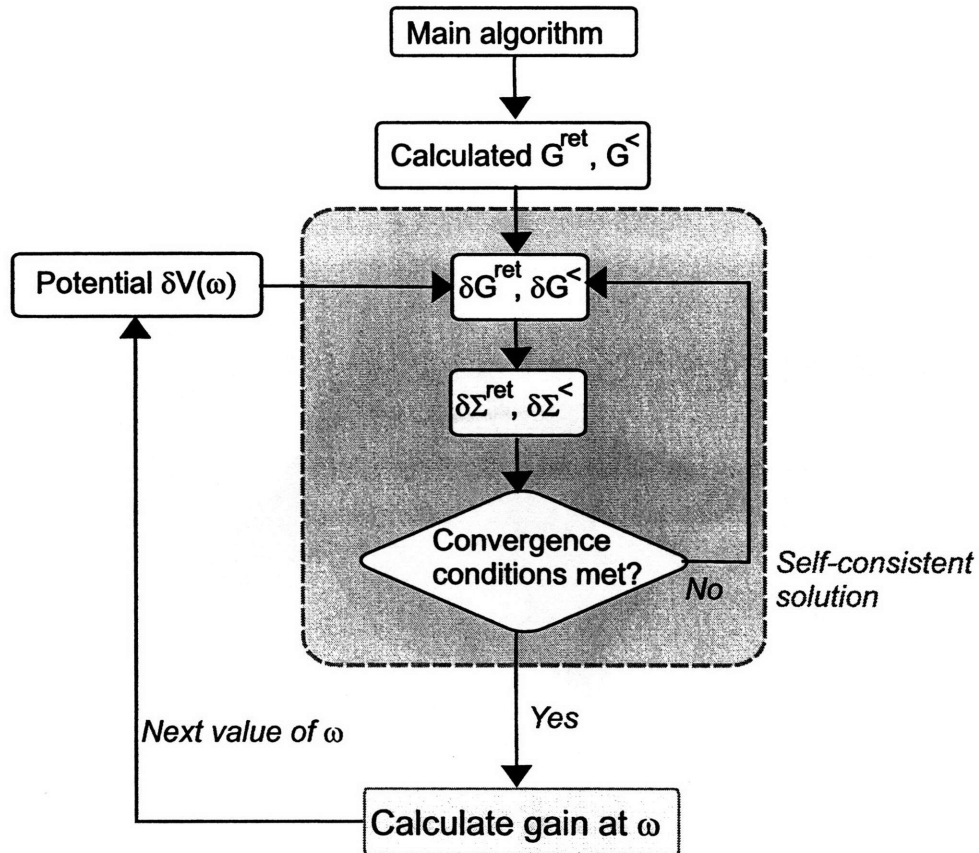 Main algorithm
Calculated G^ret, G^<
Potential δV(ω)
δG^ret, δG^<
δΣ^ret, δΣ^<
Convergence
conditions met?
No
Self-consistent
solution
Yes
Next value of ω
Calculate gain at ω